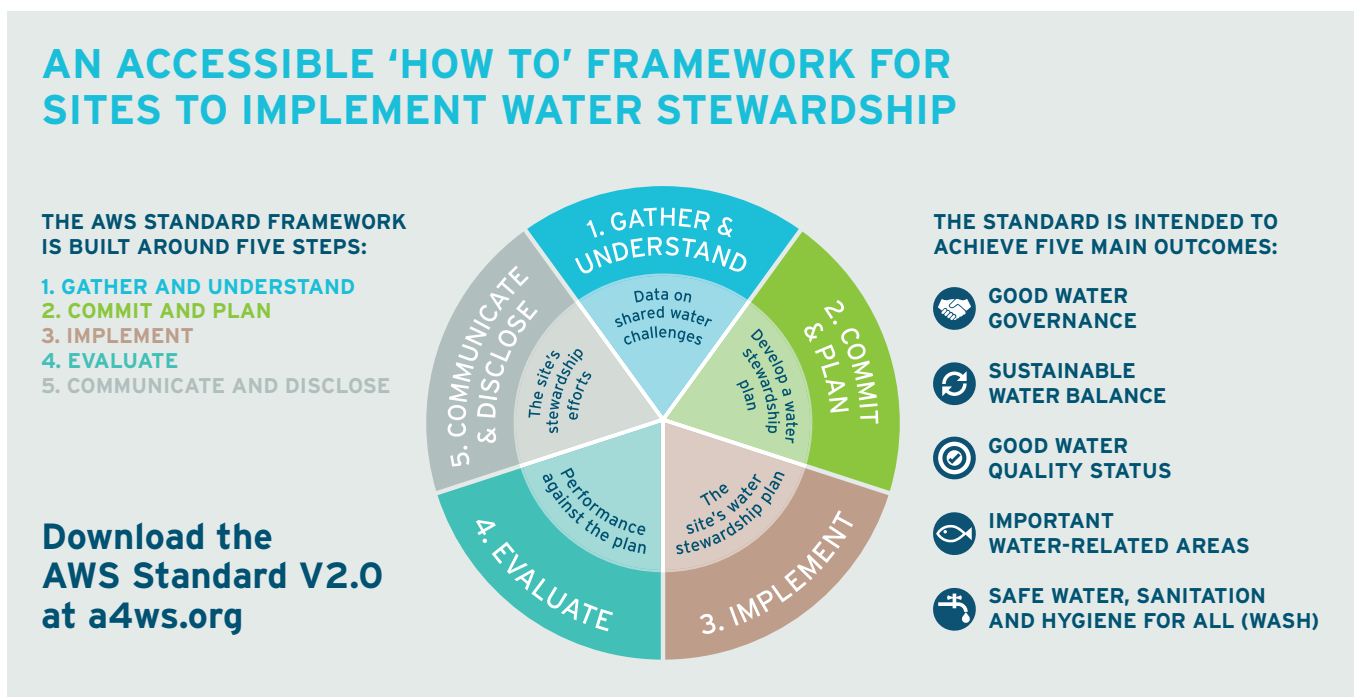 AN ACCESSIBLE ‘HOW TO’ FRAMEWORK FOR
SITES TO IMPLEMENT WATER STEWARDSHIP
THE AWS STANDARD FRAMEWORK
IS BUILT AROUND FIVE STEPS:
1. GATHER AND UNDERSTAND
2. COMMIT AND PLAN
3. IMPLEMENT
4. EVALUATE
5. COMMUNICATE AND DISCLOSE
Download the
AWS Standard V2.0
at a4ws.org
1. GATHER &
UNDERSTAND
Data on
shared water
challenges
2. COMMIT
& PLAN
Develop a water
stewardship
plan
3. IMPLEMENT
The
site’s water
stewardship plan
4. EVALUATE
Performance
against the plan
5. COMMUNICATE
& DISCLOSE
The site’s
stewardship
efforts
THE STANDARD IS INTENDED TO
ACHIEVE FIVE MAIN OUTCOMES:
GOOD WATER
GOVERNANCE
SUSTAINABLE
WATER BALANCE
GOOD WATER
QUALITY STATUS
IMPORTANT
WATER-RELATED AREAS
SAFE WATER, SANITATION
AND HYGIENE FOR ALL (WASH)